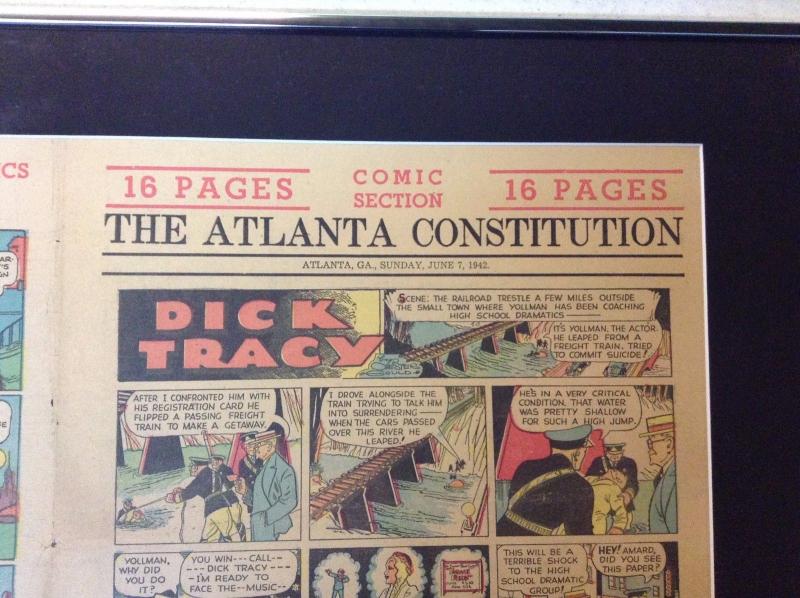 CS
16 PAGES
COMIC
SECTION
16 PAGES
THE ATLANTA CONSTITUTION
ATLANTA, GA., SUNDAY, JUNE 7, 1942.
DICK
TRACY
SCENE: THE RAILROAD TRESTLE A FEW MILES OUTSIDE
THE SMALL TOWN WHERE YOLLMAN HAS BEEN COACHING
HIGH SCHOOL DRAMATICS
IT'S YOLLMAN, THE ACTOR.
HE LEAPED FROM A
FREIGHT TRAIN. TRIED
TO COMMIT SUICIDE!
BY
CHESTER
GOULD
AFTER I CONFRONTED HIM WITH
HIS REGISTRATION CARD HE
FLIPPED A PASSING FREIGHT
TRAIN TO MAKE A GETAWAY.
I DROVE ALONGSIDE THE
TRAIN TRYING TO TALK HIM
INTO SURRENDERING —
WHEN THE CARS PASSED
OVER THIS RIVER HE
LEAPED!
HE'S IN A VERY CRITICAL
CONDITION. THAT WATER
WAS PRETTY SHALLOW
FOR SUCH A HIGH JUMP.
YOLLMAN,
WHY DID
YOU DO
IT?
YOU WIN---CALL--
---DICK TRACY----
-I'M READY TO
FACE THE--MUSIC--
THIS WILL BE A
TERRIBLE SHOCK
TO THE HIGH
SCHOOL DRAMATIC
GROUP!
HEY! AMARD,
DID YOU SEE
THIS PAPER?